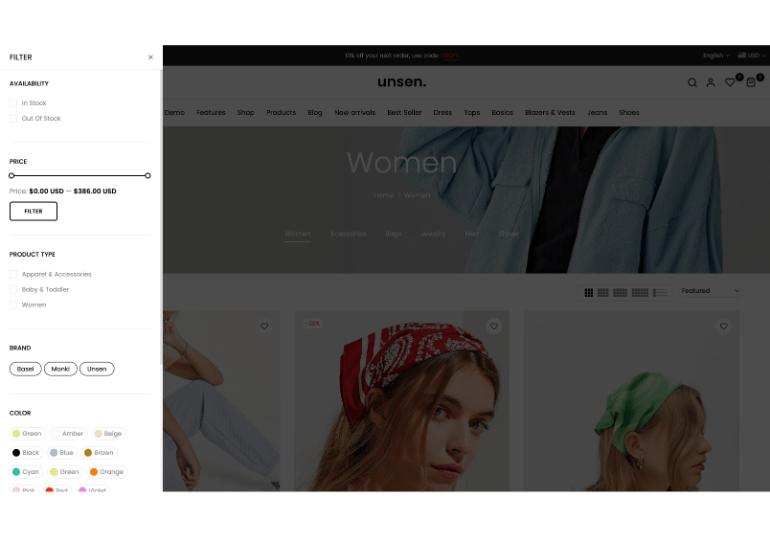 FILTER ×
AVAILABILITY
In Stock
Out Of Stock
PRICE
Price: $0.00 USD — $386.00 USD
FILTER
PRODUCT TYPE
Apparel & Accessories
Baby & Toddler
Women
BRAND
Basel Monki Unsen
COLOR
Green Amber Beige
Black Blue Brown
Cyan Green Orange
Pink Red Violet
10% off your next order, use code:
English USD
unsen.
0 0
Demo Features Shop Products Blog New arrivals Best Seller Dress Tops Basics Blazers & Vests Jeans Shoes
Women
Home > Women
Women Accessories Bags Jewelry Men Shoes
Featured